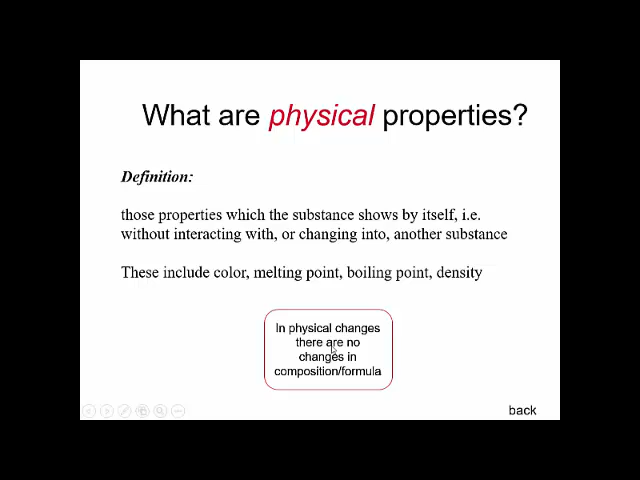 What are physical properties?
Definition:
those properties which the substance shows by itself, i.e.
without interacting with, or changing into, another substance
These include color, melting point, boiling point, density
In physical changes
there are no
changes in
composition/formula
back